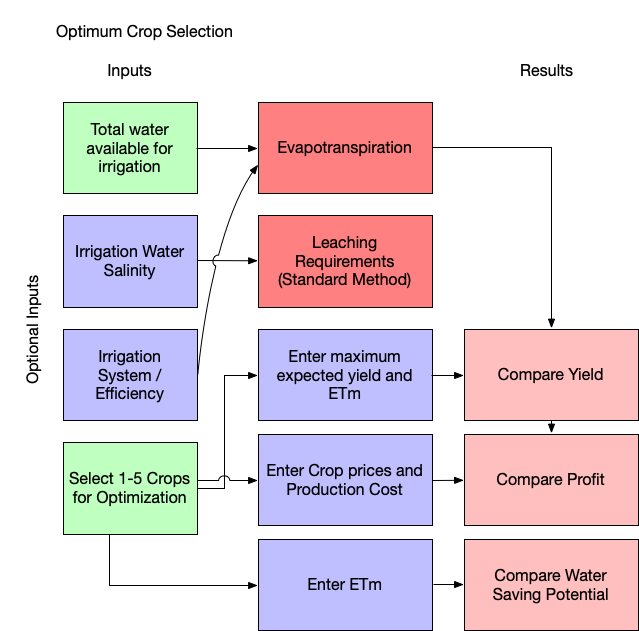 Optimum Crop Selection
Inputs
Results
Total water
available for
irrigation
Evapotranspiration
Irrigation Water
Salinity
Leaching
Requirements
(Standard Method)
Optional Inputs
Irrigation
System /
Efficiency
Enter maximum
expected yield and
ETm
Compare Yield
Select 1-5 Crops
for Optimization
Enter Crop prices and
Production Cost
Compare Profit
Enter ETm
Compare Water
Saving Potential